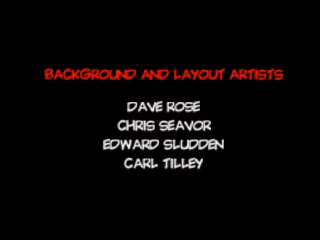 BACKGROUND AND LAYOUT ARTISTS
DAVE ROSE
CHRIS SEAVOR
EDWARD SLUDDEN
CARL TILLEY